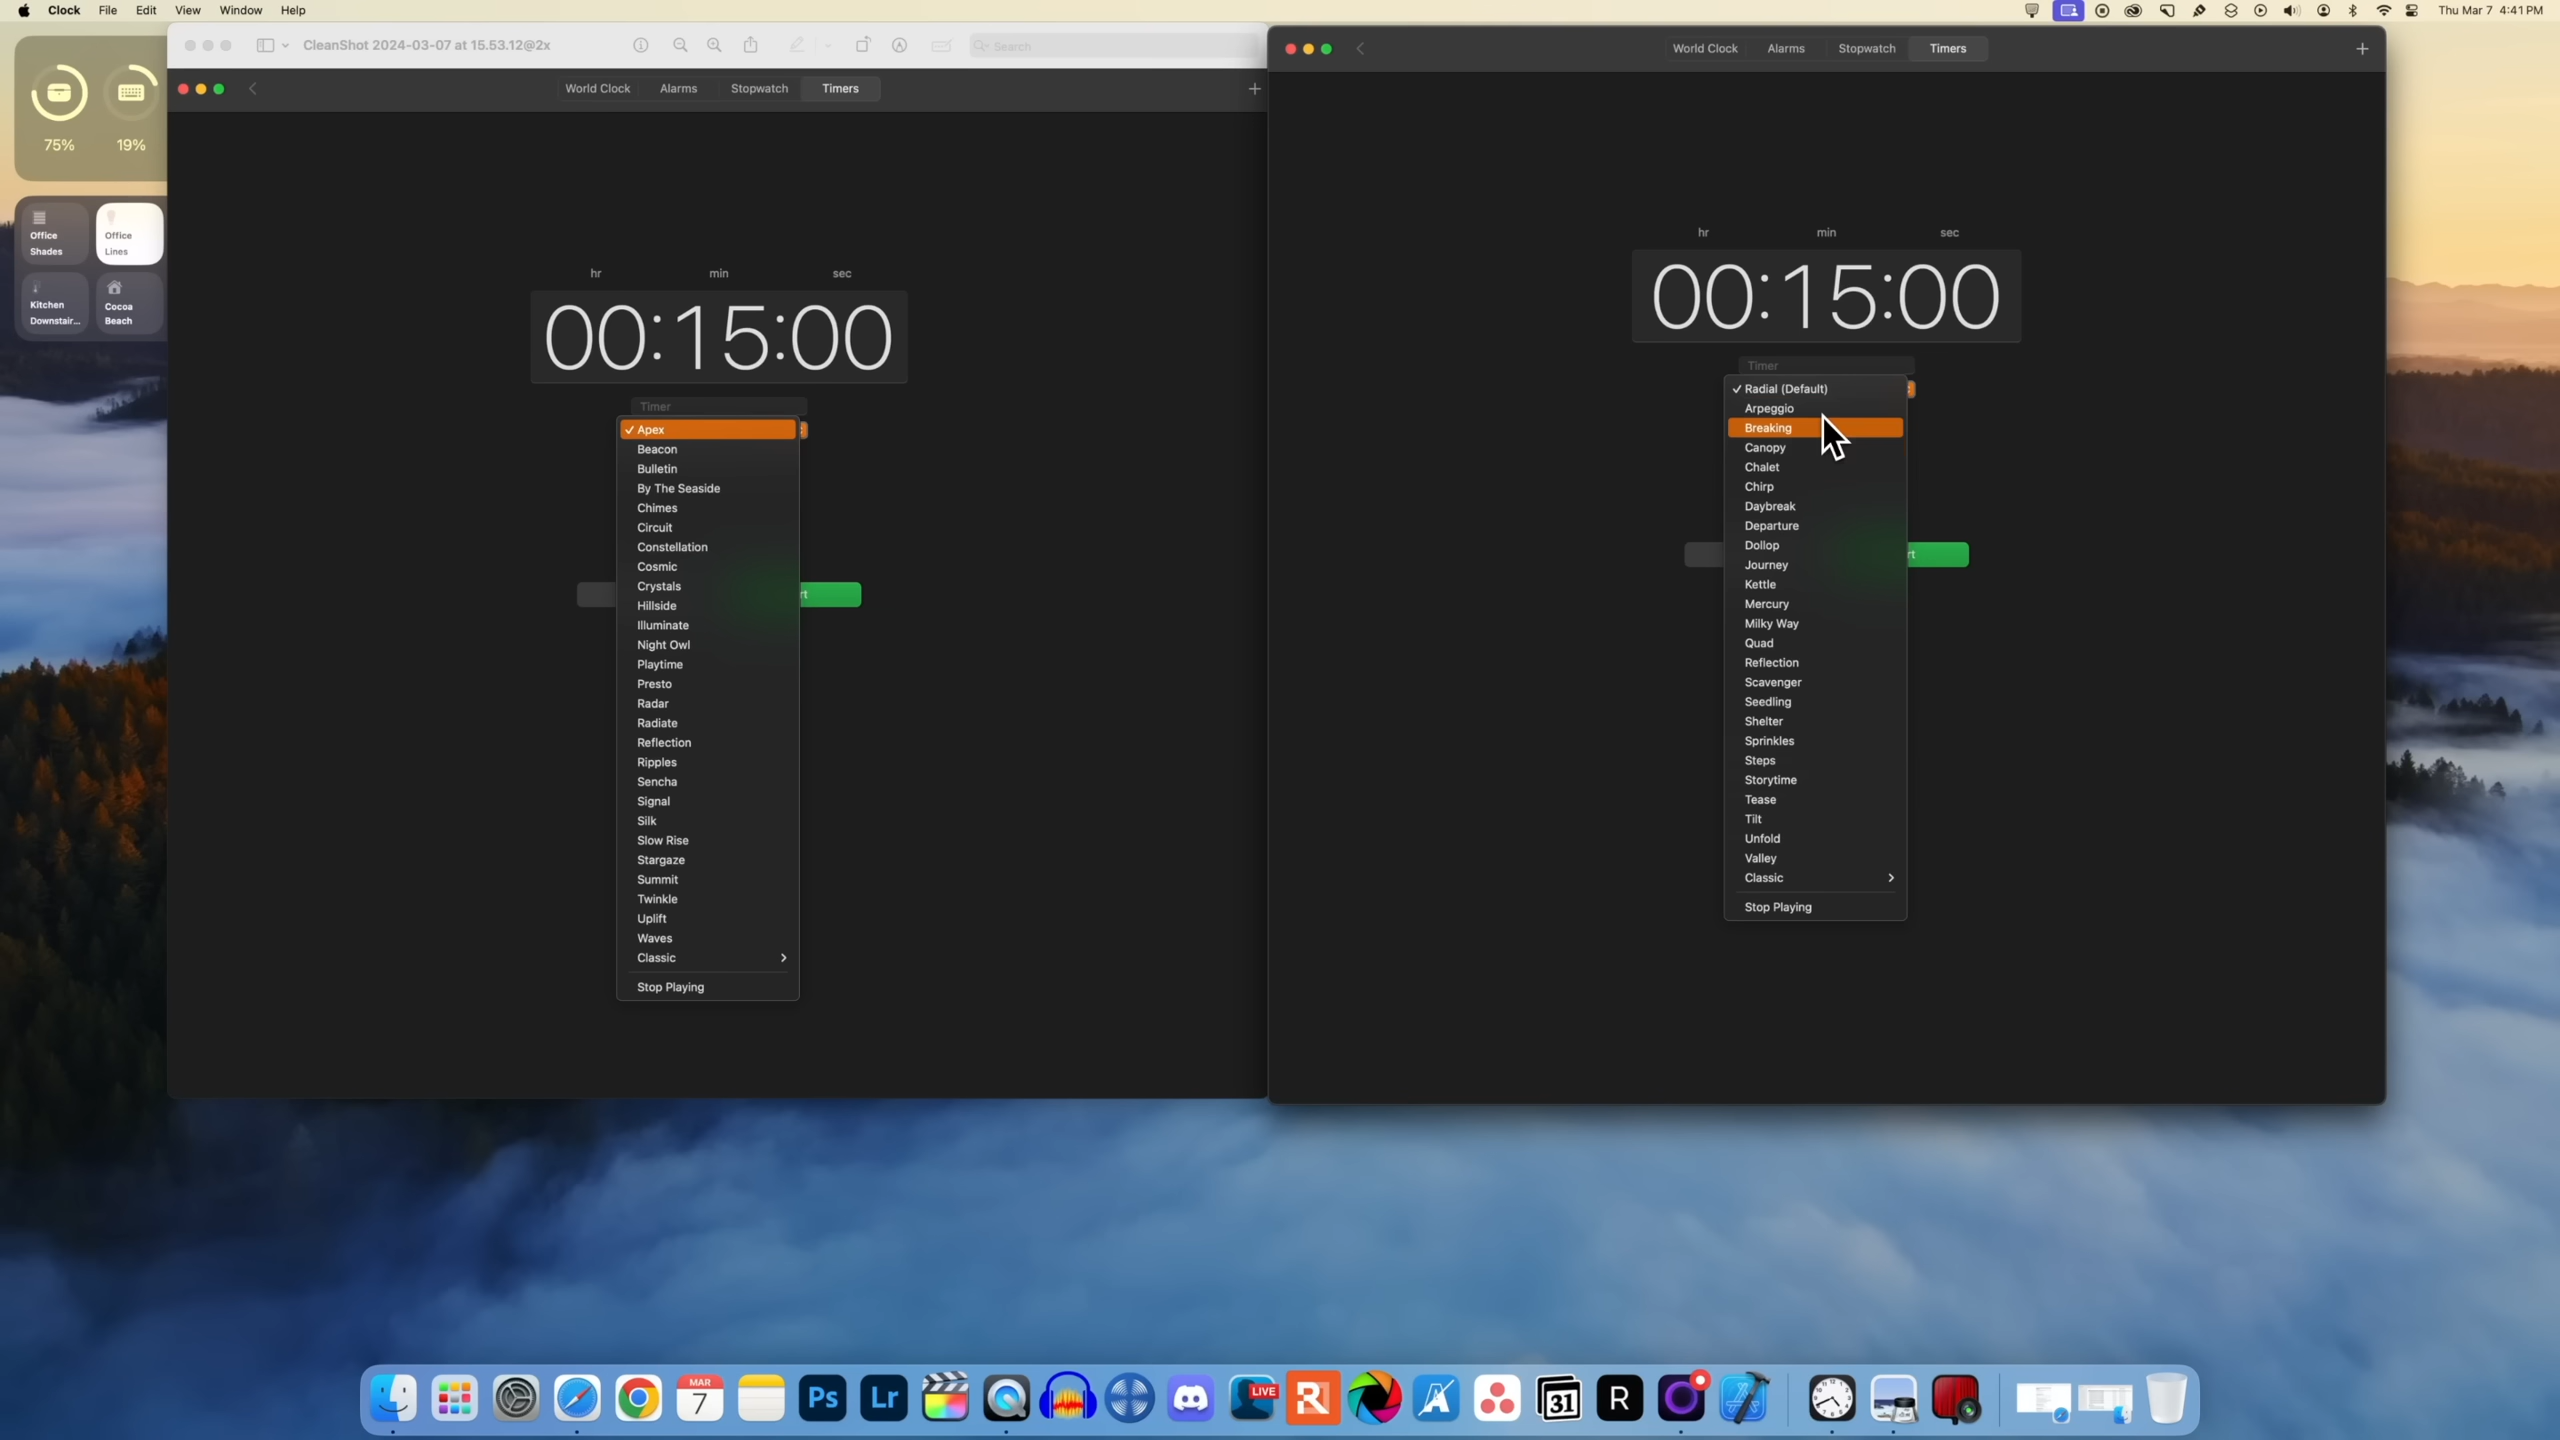 Clock File Edit View Window Help
Thu Mar 7 4:41 PM
CleanShot 2024-03-07 at 15.53.12@2x
Search
75% 19%
Office
Shades
Office
Lines
Kitchen
Downstair...
Cocoa
Beach
World Clock Alarms Stopwatch Timers
hr min sec
00:15:00
Timer
✓ Apex
Beacon
Bulletin
By The Seaside
Chimes
Circuit
Constellation
Cosmic
Crystals
Hillside
Illuminate
Night Owl
Playtime
Presto
Radar
Radiate
Reflection
Ripples
Sencha
Signal
Silk
Slow Rise
Stargaze
Summit
Twinkle
Uplift
Waves
Classic
Stop Playing
rt
World Clock Alarms Stopwatch Timers
hr min sec
00:15:00
Timer
✓ Radial (Default)
Arpeggio
Breaking
Canopy
Chalet
Chirp
Daybreak
Departure
Dollop
Journey
Kettle
Mercury
Milky Way
Quad
Reflection
Scavenger
Seedling
Shelter
Sprinkles
Steps
Storytime
Tease
Tilt
Unfold
Valley
Classic
Stop Playing
rt
MAR
7
Ps
Lr
LIVE
R
31
R